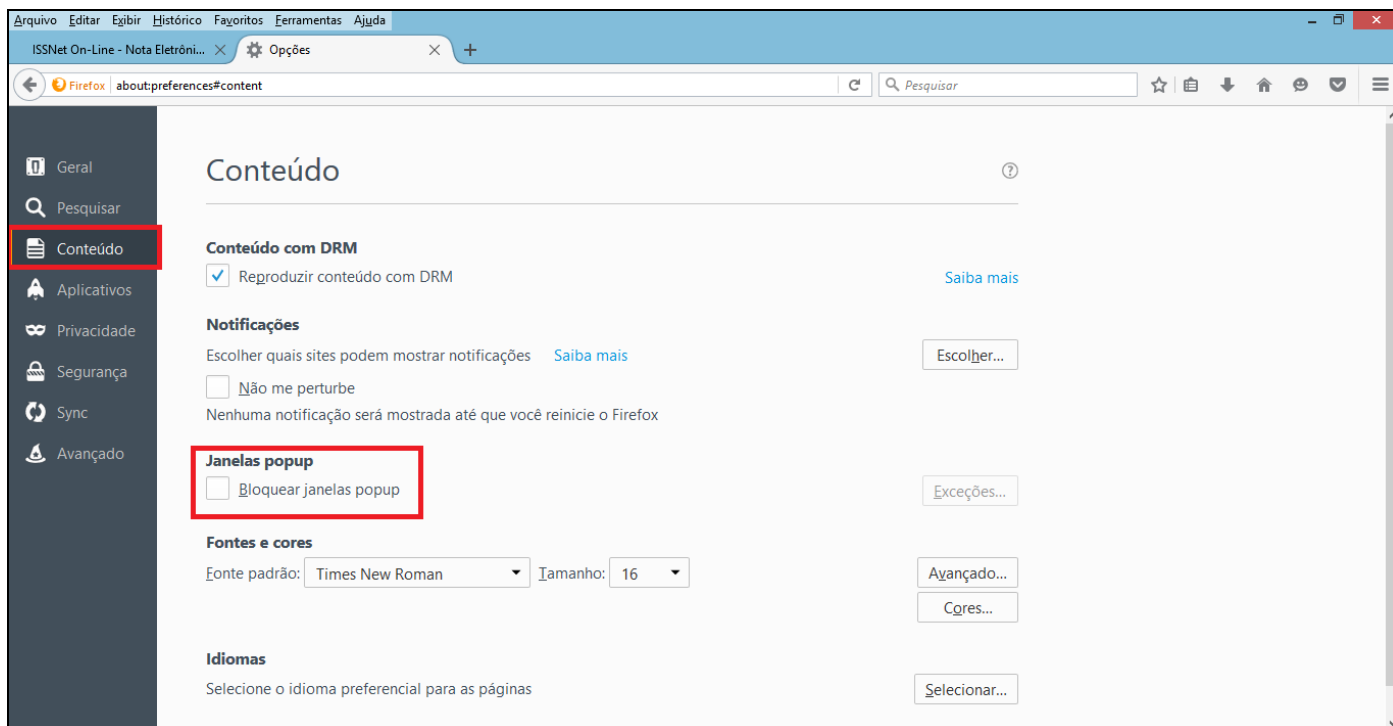 Arquivo Editar Exibir Histórico Favoritos Ferramentas Ajuda
ISSNet On-Line - Nota Eletrôni... Opções
Firefox about:preferences#content Pesquisar
Geral
Pesquisar
Conteúdo
Aplicativos
Privacidade
Segurança
Sync
Avançado
Conteúdo
Conteúdo com DRM
Reproduzir conteúdo com DRM Saiba mais
Notificações
Escolher quais sites podem mostrar notificações Saiba mais Escolher...
Não me perturbe
Nenhuma notificação será mostrada até que você reinicie o Firefox
Janelas popup
Bloquear janelas popup Exceções...
Fontes e cores
Fonte padrão: Times New Roman Tamanho: 16 Avançado...
Cores...
Idiomas
Selecione o idioma preferencial para as páginas Selecionar...